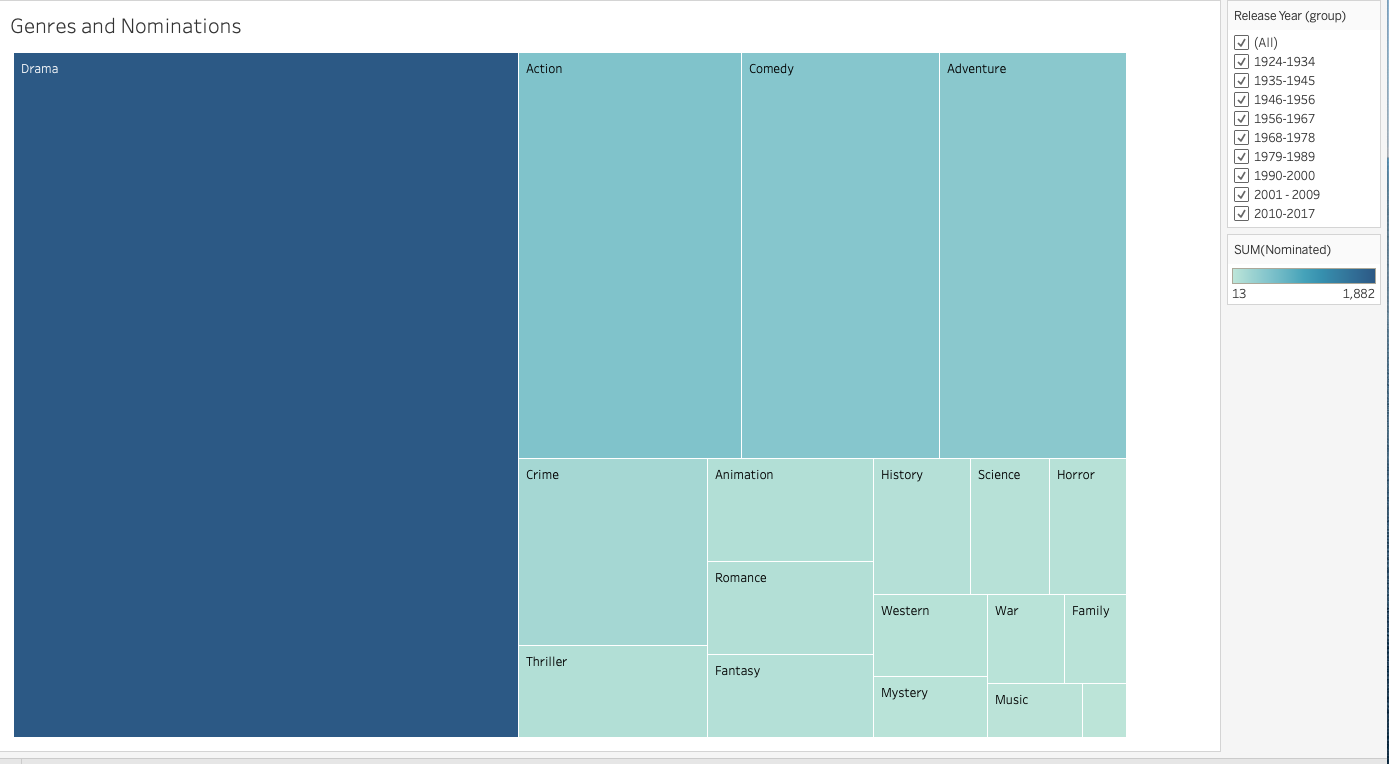 Genres and Nominations
Drama
Action
Comedy
Adventure
Crime
Animation
History
Science
Horror
Romance
Western
War
Family
Thriller
Fantasy
Mystery
Music
Release Year (group)
(All)
1924-1934
1935-1945
1946-1956
1956-1967
1968-1978
1979-1989
1990-2000
2001 - 2009
2010-2017
SUM(Nominated)
13 1,882